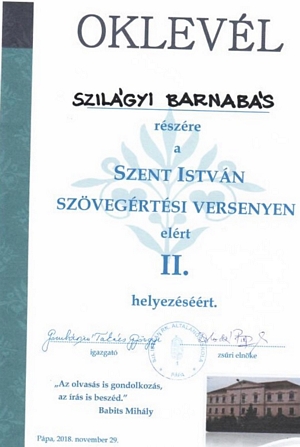 OKLEVÉL
SZILÁGYI BARNABÁS
részére
a
SZENT ISTVÁN
SZÖVEGÉRTÉSI VERSENYEN
elért
II.
helyezéséért.
igazgató
zsűri elnöke
„Az olvasás is gondolkozás,
az írás is beszéd.”
Babits Mihály
Pápa, 2018. november 29.